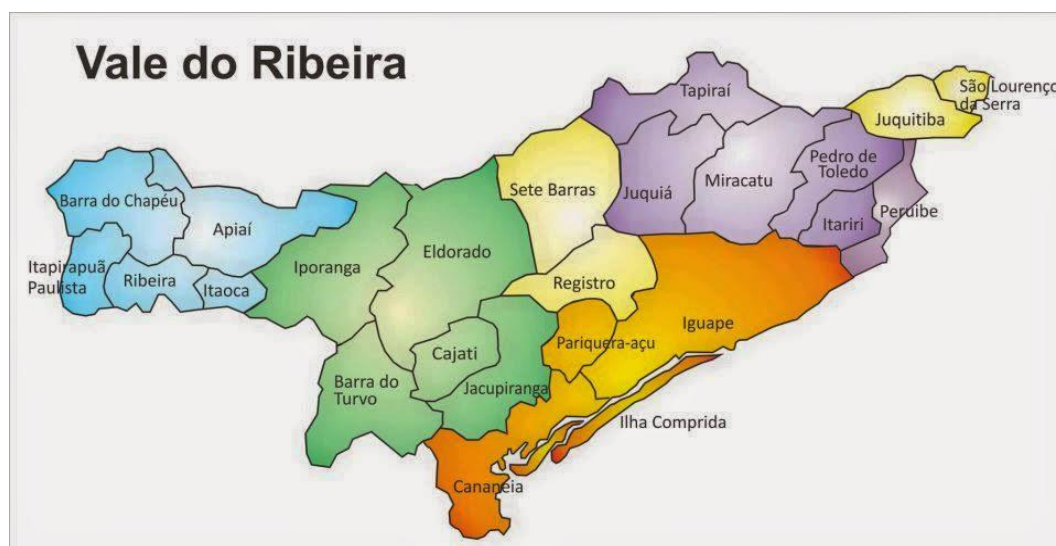 Vale do Ribeira
Tapiraí
São Lourenço
da Serra
Juquitiba
Barra do Chapéu
Apiaí
Sete Barras
Juquiá
Miracatu
Pedro de
Toledo
Itariri
Peruibe
Itapirapuã
Paulista
Ribeira
Itaoca
Iporanga
Eldorado
Registro
Iguape
Pariquera-açu
Cajati
Barra do
Turvo
Jacupiranga
Ilha Comprida
Cananéia